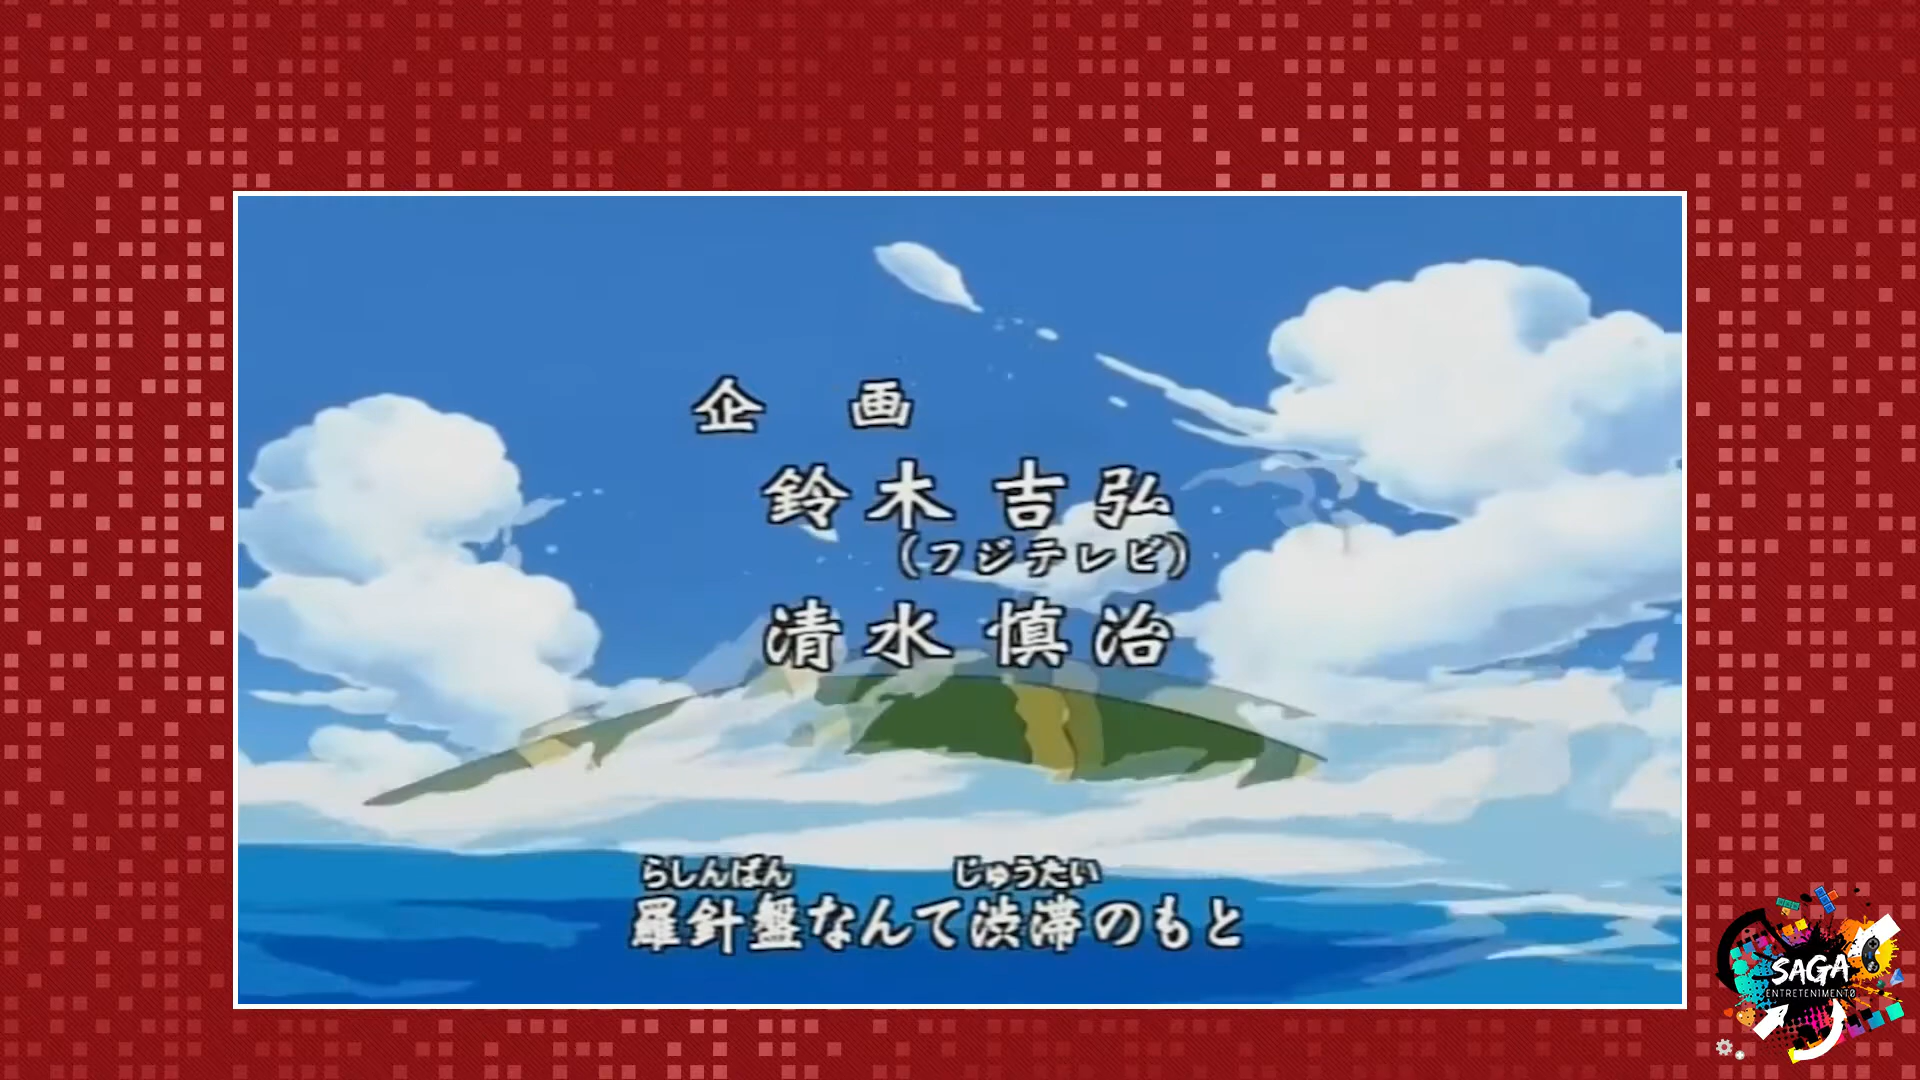 企 画
鈴木 吉弘
(フジテレビ)
清水 慎治
らしんばん じゅうたい
羅針盤なんて渋滞のもと
SAGA
ENTRETENIMENTO